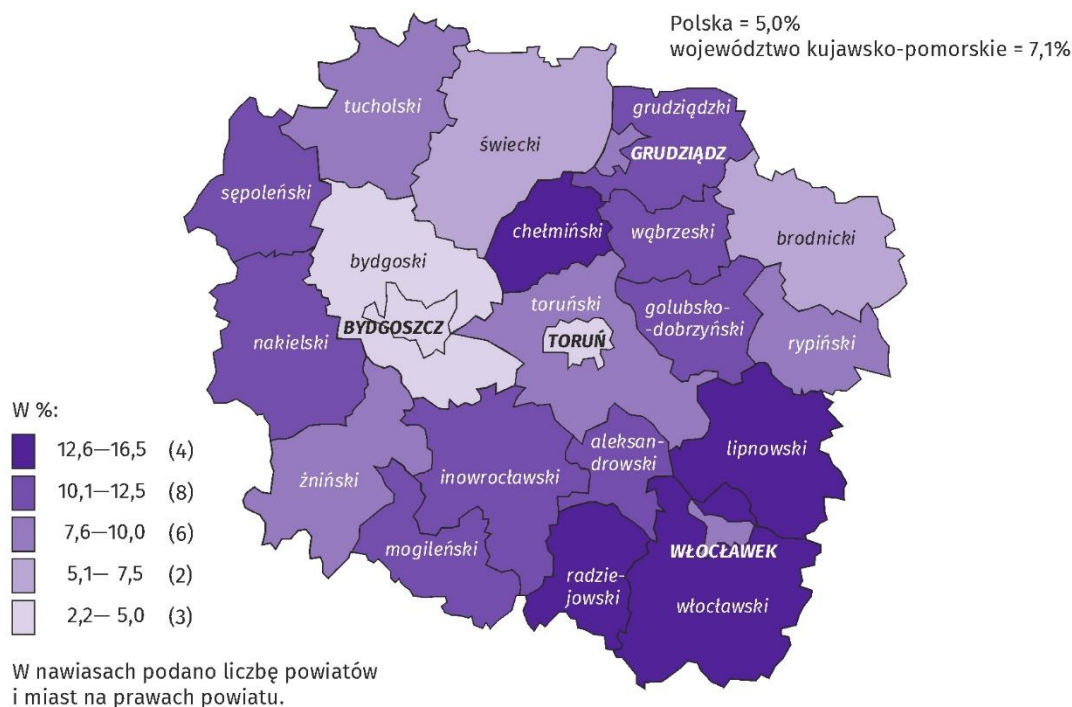 Polska = 5,0%
województwo kujawsko-pomorskie = 7,1%
tucholski
grudziądzki
świecki
GRUDZIĄDZ
sępoleński
chełmiński
wąbrzeski
brodnicki
bydgoski
toruński
golubsko-
-dobrzyński
BYDGOSZCZ
TORUŃ
nakielski
rypiński
aleksan-
drowski
lipnowski
żniński
inowrocławski
mogileński
WŁOCŁAWEK
radzie-
jowski
włocławski
W %:
12,6—16,5 (4)
10,1—12,5 (8)
7,6—10,0 (6)
5,1— 7,5 (2)
2,2— 5,0 (3)
W nawiasach podano liczbę powiatów
i miast na prawach powiatu.